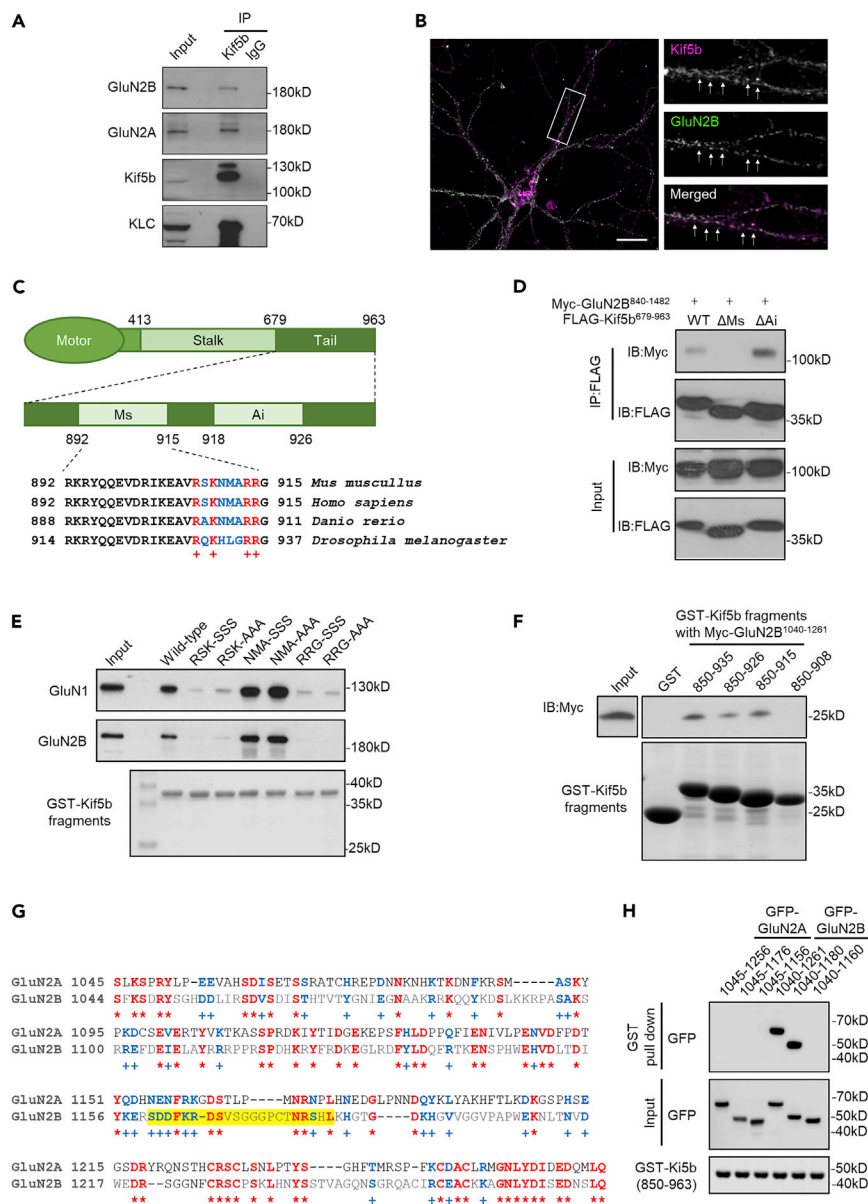 A
IP
Input
Kif5b
IgG
GluN2B
-180kD
GluN2A
-180kD
Kif5b
-130kD
-100kD
KLC
-70kD
B
Kif5b
GluN2B
Merged
C
413
679
963
Motor
Stalk
Tail
Ms
Ai
892
915
918
926
892 RKRYQQEVDRIKEAVRSKNMARRG 915 Mus muscullus
892 RKRYQQEVDRIKEAVRSKNMARRG 915 Homo sapiens
888 RKRYQQEVDRIKEAVRAKNMARRG 911 Danio rerio
914 RKRYQQEVDRIKEAVRQKHLGRRG 937 Drosophila melanogaster
+ + ++
D
Myc-GluN2B840-1482 + + +
FLAG-Kif5b679-963 WT ΔMs ΔAi
IP:FLAG
IB:Myc
-100kD
IB:FLAG
-35kD
Input
IB:Myc
-100kD
IB:FLAG
-35kD
E
Input
Wild-type
RSK-SSS
RSK-AAA
NMA-SSS
NMA-AAA
RRG-SSS
RRG-AAA
GluN1
-130kD
GluN2B
-180kD
GST-Kif5b
fragments
-40kD
-35kD
-25kD
F
GST-Kif5b fragments
with Myc-GluN2B1040-1261
Input
GST
850-935
850-926
850-915
850-908
IB:Myc
-25kD
GST-Kif5b
fragments
-35kD
-25kD
G
GluN2A 1045 SLKSPRYLP-EEVAHSDISETSSRATCHREPDNNKNHKTKDNFKRSM-----ASKY
GluN2B 1044 SFKSDRYSGHDDLIRSDVSDISTHTVTYGNIEGNAAKRRKQQYKDSLKKRPASAKS
GluN2A 1095 PKDCSEVERTYVKTKASSPRDKIYTIDGEKEPSFHLDPPQFIENIVLPENVDFPDT
GluN2B 1100 RREFDEIELAYRRRPPRSPDHKRYFRDKEGLRDFYLDQFRTKENSPHWEHVDLTDI
GluN2A 1151 YQDHNENFRKGDSTLP----MNRNPLHNEDGLPNNDQYKLYAKHFTLKDKGSPHSE
GluN2B 1156 YKERSDDFKR-DSVSGGGPCTNRSHLKHGTG----DKHGVVGGVPAPWEKNLTNVD
GluN2A 1215 GSDRYRQNSTHCRSCLSNLPTYS----GHFTMRSP-FKCDACLRMGNLYDIDEDQMLQ
GluN2B 1217
H
GFP-
GluN2A
GFP-
GluN2B
1045-1256
1045-1176
1045-1156
1040-1261
1040-1180
1040-1160
GST
pull down
GFP
-70kD
-50kD
-40kD
Input
GFP
-70kD
-50kD
-40kD
GST-Ki5b
(850-963)